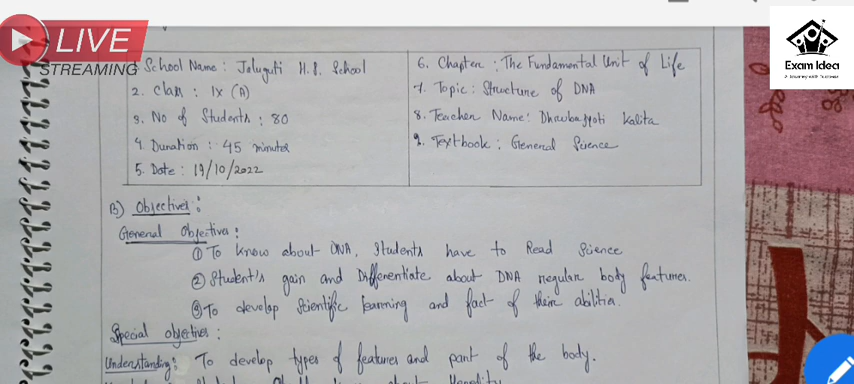 LIVE
STREAMING
Exam Idea
School Name: Jaluguti H.S. School
2. Class : IX (A)
3. No of Students : 80
4. Duration : 45 minutes
5. Date : 19/10/2022
6. Chapter : The Fundamental Unit of Life
7. Topic : Structure of DNA
8. Teacher Name: Dhrubajyoti Kalita
9. Textbook : General Science
B) Objectives :
General Objectives :
① To know about DNA, Students have to Read Science
② Student's gain and Differentiate about DNA regular body features.
③ To develop Scientific learning and fact of their abilities.
Special objectives :
Understanding : To develop types of features and part of the body.